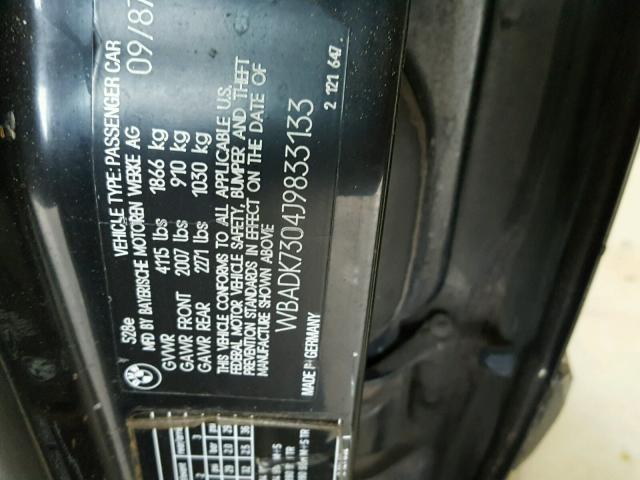 528e VEHICLE TYPE: PASSENGER CAR
MFD BY BAYERISCHE MOTOREN WERKE AG 09/87
GVWR 4115 lbs 1866 kg
GAWR FRONT 2007 lbs 910 kg
GAWR REAR 2271 lbs 1030 kg
THIS VEHICLE CONFORMS TO ALL APPLICABLE U.S.
FEDERAL MOTOR VEHICLE SAFETY, BUMPER AND THEFT
PREVENTION STANDARDS IN EFFECT ON THE DATE OF
MANUFACTURE SHOWN ABOVE
WBADK7304J9833133
MADE IN GERMANY 2 121 647.